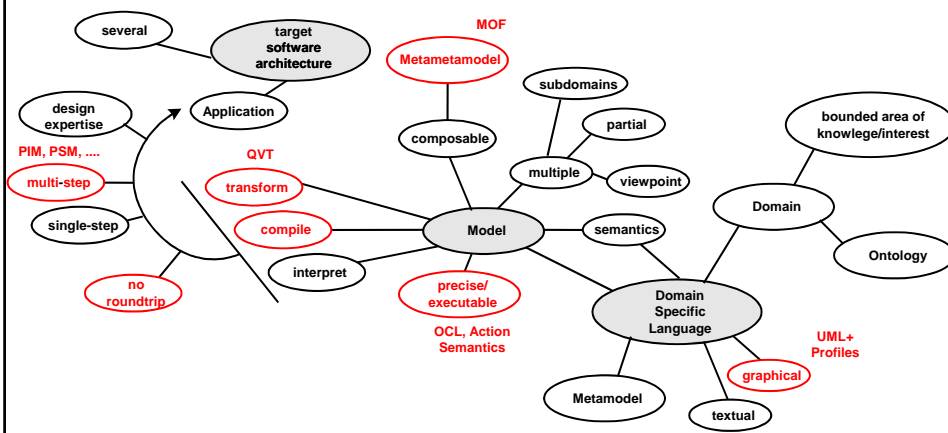 several
target
software
architecture
MOF
Metametamodel
subdomains
design
expertise
Application
composable
partial
bounded area of
knowlege/interest
PIM, PSM, ....
multi-step
QVT
transform
multiple
viewpoint
single-step
compile
Model
semantics
Domain
interpret
no
roundtrip
precise/
executable
Ontology
OCL, Action
Semantics
Domain
Specific
Language
UML+
Profiles
graphical
Metamodel
textual